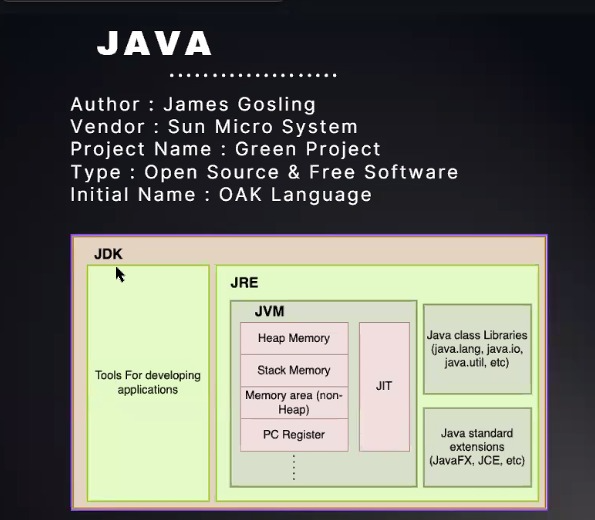 JAVA
Author : James Gosling
Vendor : Sun Micro System
Project Name : Green Project
Type : Open Source & Free Software
Initial Name : OAK Language
JDK
Tools For developing
applications
JRE
JVM
Heap Memory
Stack Memory
Memory area (non-
Heap)
PC Register
JIT
Java class Libraries
(java.lang, java.io,
java.util, etc)
Java standard
extensions
(JavaFX, JCE, etc)